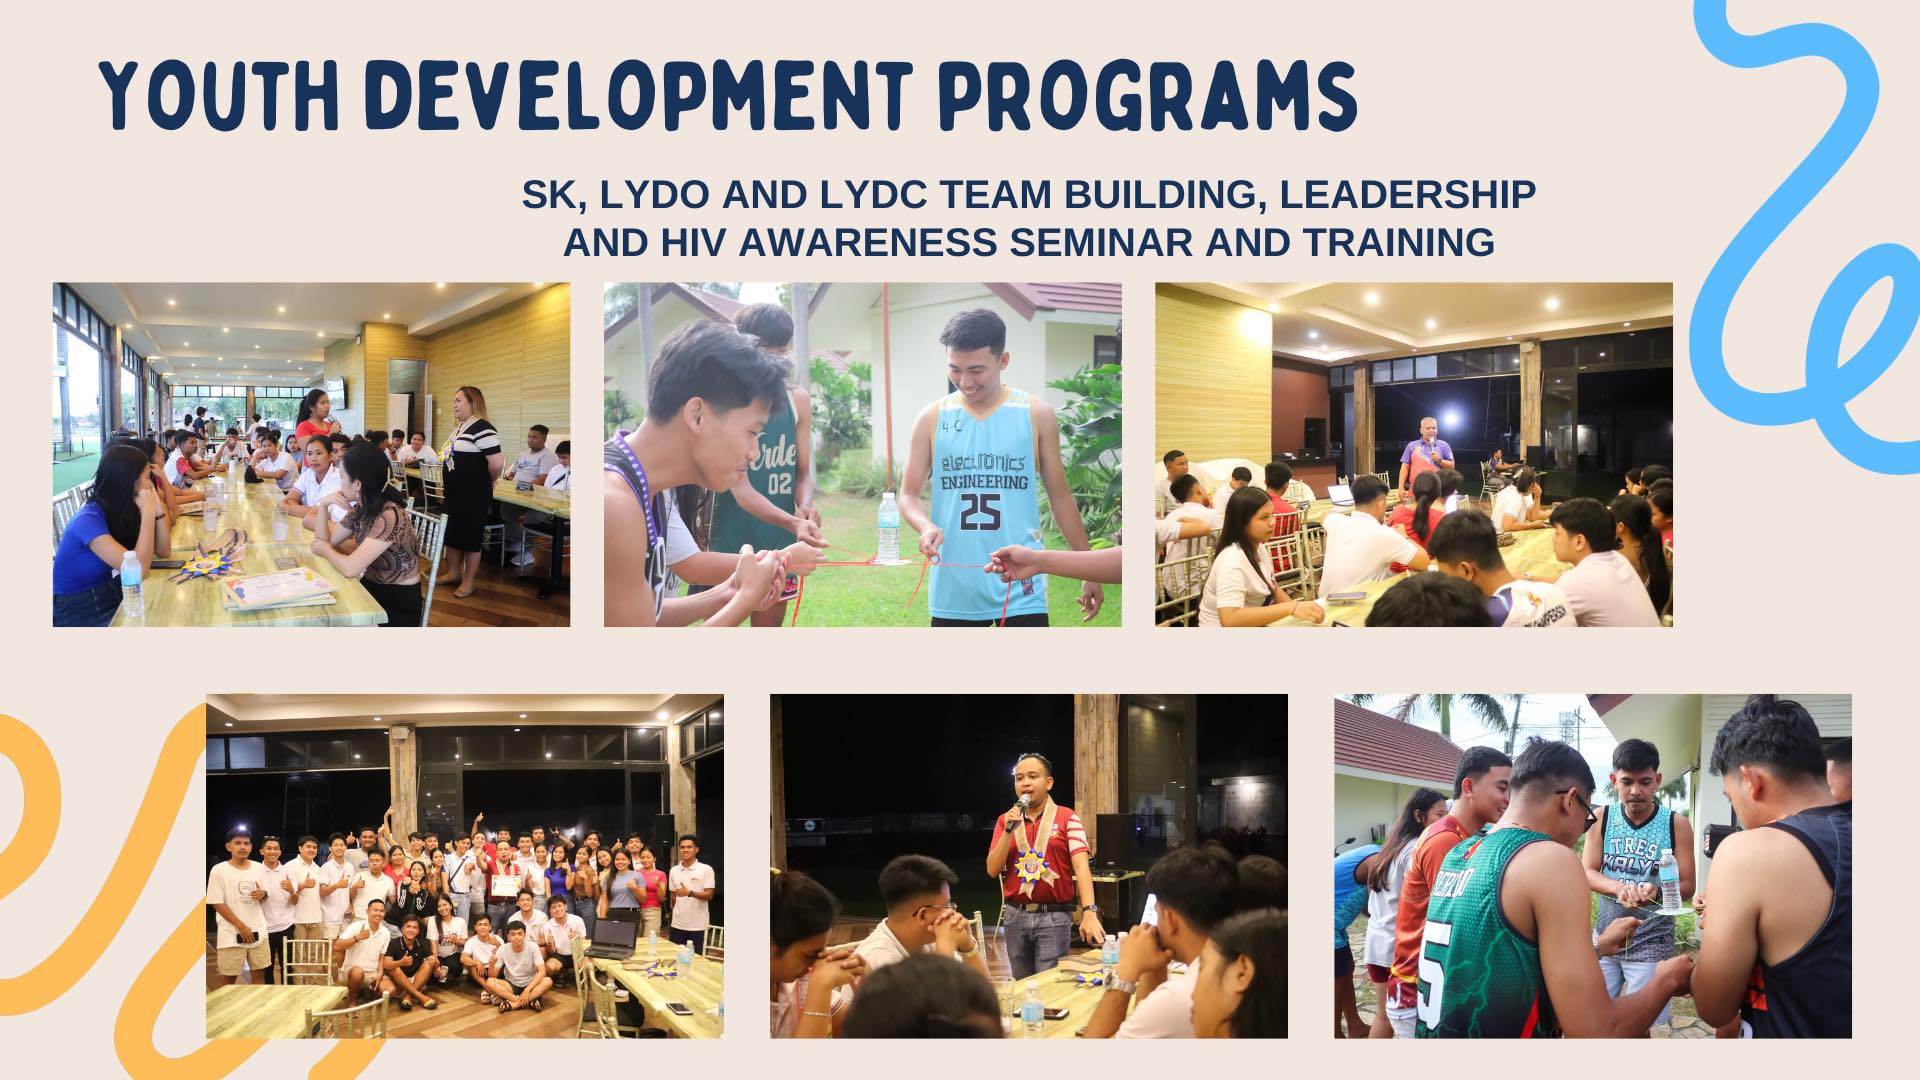 YOUTH DEVELOPMENT PROGRAMS
SK, LYDO AND LYDC TEAM BUILDING, LEADERSHIP
AND HIV AWARENESS SEMINAR AND TRAINING
02
4-C
electronics
ENGINEERING
25
TRES
5